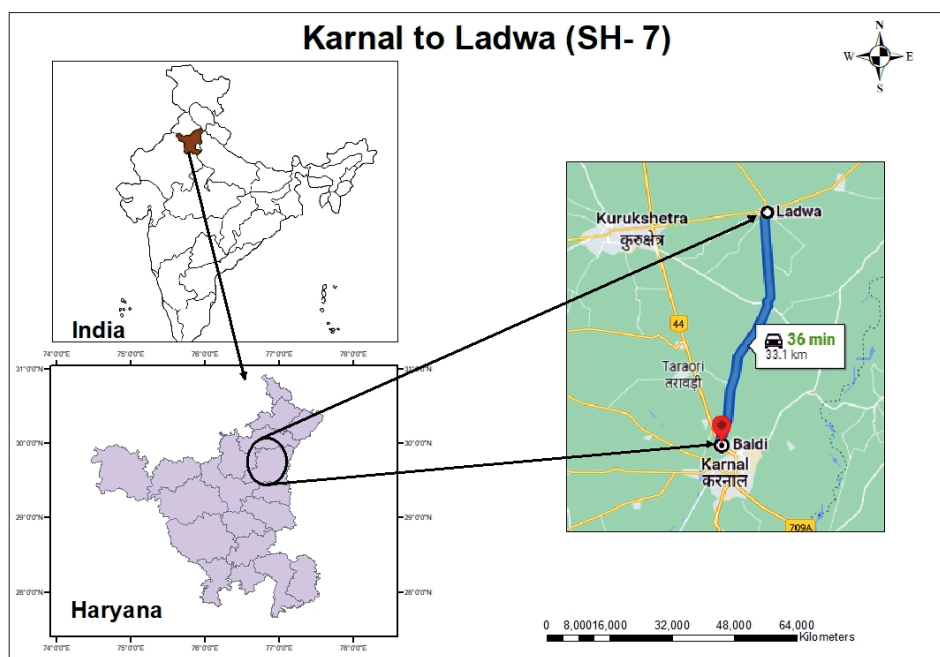 Karnal to Ladwa (SH- 7)
N
W E
S
India
74°0'0"E 75°0'0"E 76°0'0"E 77°0'0"E 78°0'0"E
31°0'0"N 31°0'0"N
30°0'0"N 30°0'0"N
29°0'0"N 29°0'0"N
28°0'0"N 28°0'0"N
Haryana
74°0'0"E 75°0'0"E 76°0'0"E 77°0'0"E 78°0'0"E
Ladwa
Kurukshetra
कुरुक्षेत्र
44
36 min
33.1 km
Taraori
तरावड़ी
Baldi
Karnal
करनाल
709A
0 8,00016,000 32,000 48,000 64,000
Kilometers